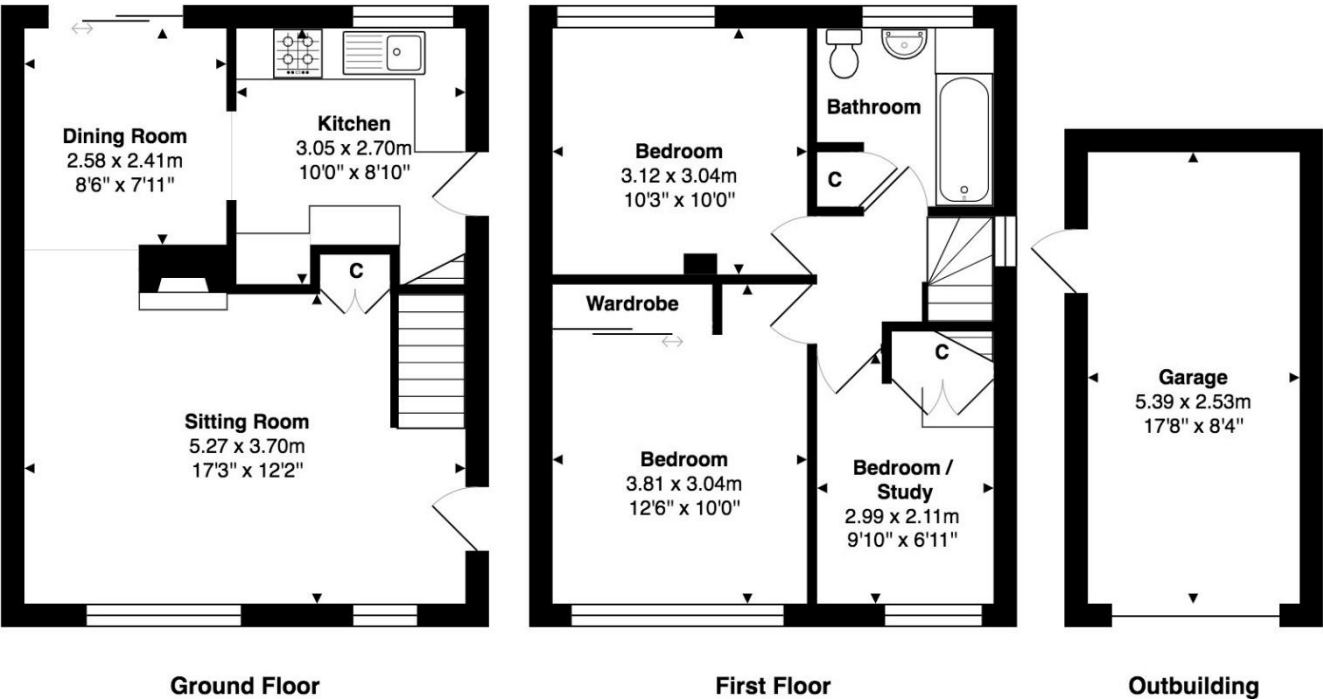 Dining Room
2.58 x 2.41m
8'6" x 7'11"
Kitchen
3.05 x 2.70m
10'0" x 8'10"
C
Sitting Room
5.27 x 3.70m
17'3" x 12'2"
Ground Floor
Bedroom
3.12 x 3.04m
10'3" x 10'0"
Bathroom
C
Wardrobe
C
Bedroom
3.81 x 3.04m
12'6" x 10'0"
Bedroom /
Study
2.99 x 2.11m
9'10" x 6'11"
First Floor
Garage
5.39 x 2.53m
17'8" x 8'4"
Outbuilding